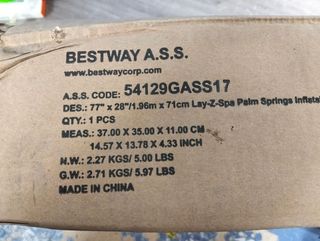 BESTWAY A.S.S.
www.bestwaycorp.com
A.S.S. CODE: 54129GASS17
DES.: 77" x 28"/1.96m x 71cm Lay-Z-Spa Palm Springs Inflatal
QTY.: 1 PCS
MEAS.: 37.00 X 35.00 X 11.00 CM
14.57 X 13.78 X 4.33 INCH
N.W.: 2.27 KGS/ 5.00 LBS
G.W.: 2.71 KGS/ 5.97 LBS
MADE IN CHINA